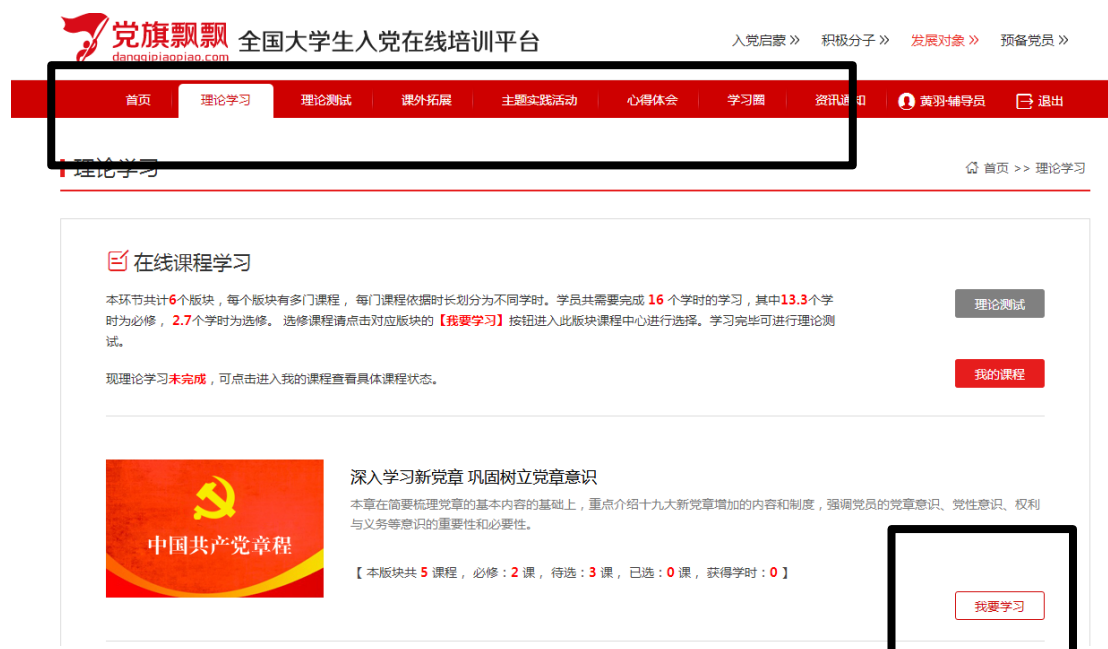 党旗飘飘 全国大学生入党在线培训平台
dangqipiaopiao.com
入党启蒙 >> 积极分子 >> 发展对象 >> 预备党员 >>
首页 理论学习 理论测试 课外拓展 主题实践活动 心得体会 学习圈 资讯通知 黄羽-辅导员 退出
理论学习
首页 >> 理论学习
在线课程学习
本环节共计6个版块，每个版块有多门课程， 每门课程依据时长划分为不同学时。学员共需要完成 16 个学时的学习，其中13.3个学
时为必修， 2.7个学时为选修。 选修课程请点击对应版块的【我要学习】按钮进入此版块课程中心进行选择。学习完毕可进行理论测
试。
理论测试
现理论学习未完成，可点击进入我的课程查看具体课程状态。
我的课程
深入学习新党章 巩固树立党章意识
本章在简要梳理党章的基本内容的基础上，重点介绍十九大新党章增加的内容和制度，强调党员的党章意识、党性意识、权利
与义务等意识的重要性和必要性。
中国共产党章程
【 本版块共 5 课程， 必修：2 课， 待选：3 课， 已选：0 课， 获得学时：0 】
我要学习